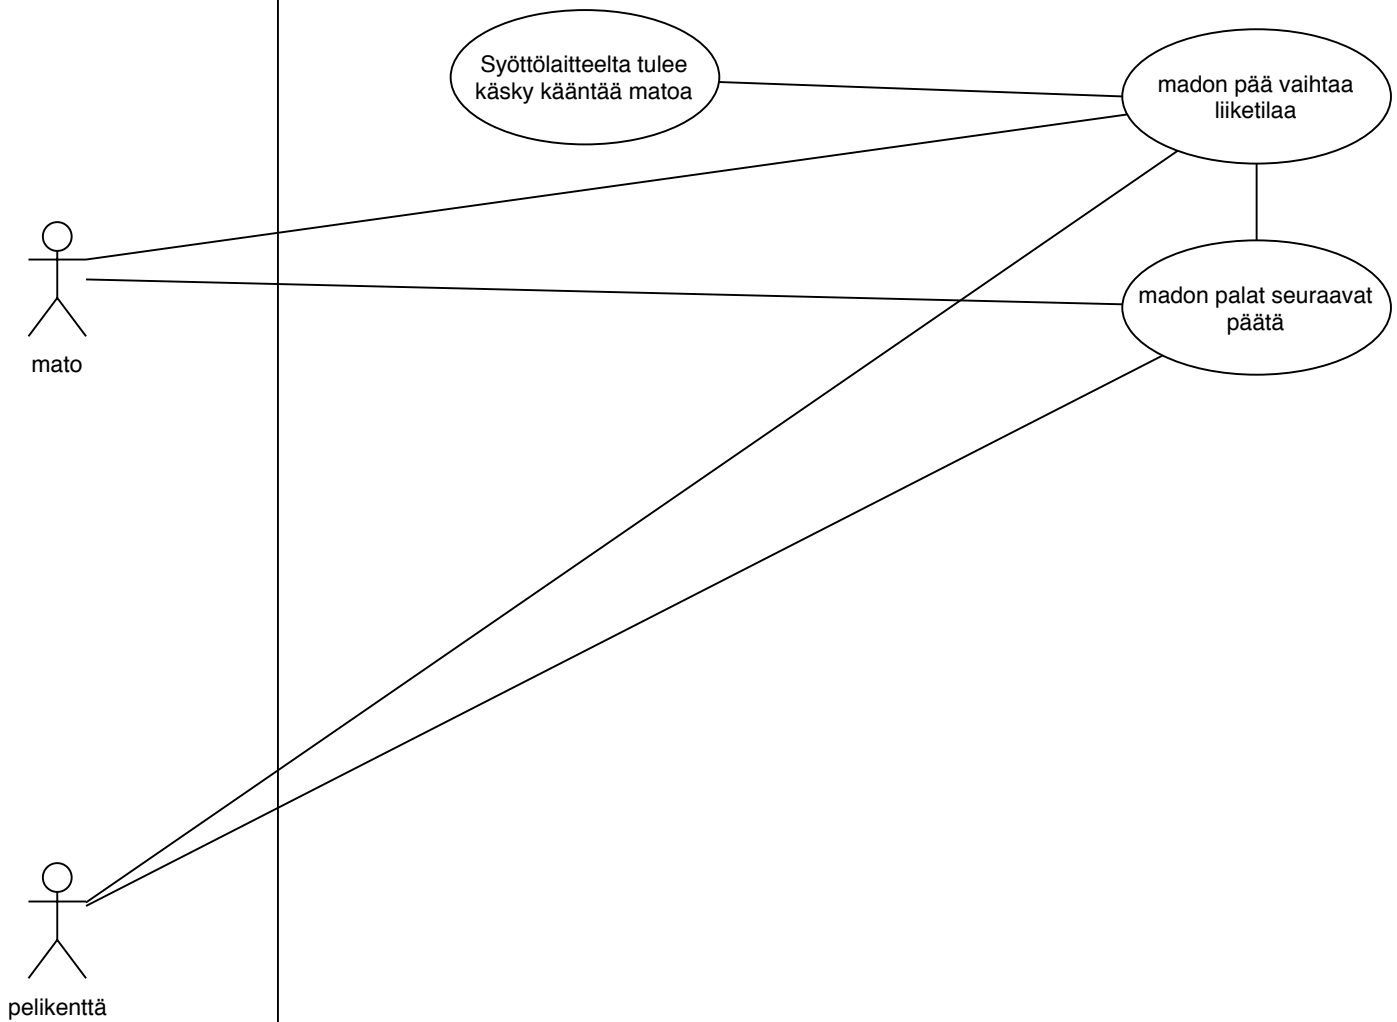 Syöttölaitteelta tulee
käsky kääntää matoa
madon pää vaihtaa
liiketilaa
madon palat seuraavat
päätä
mato
pelikenttä